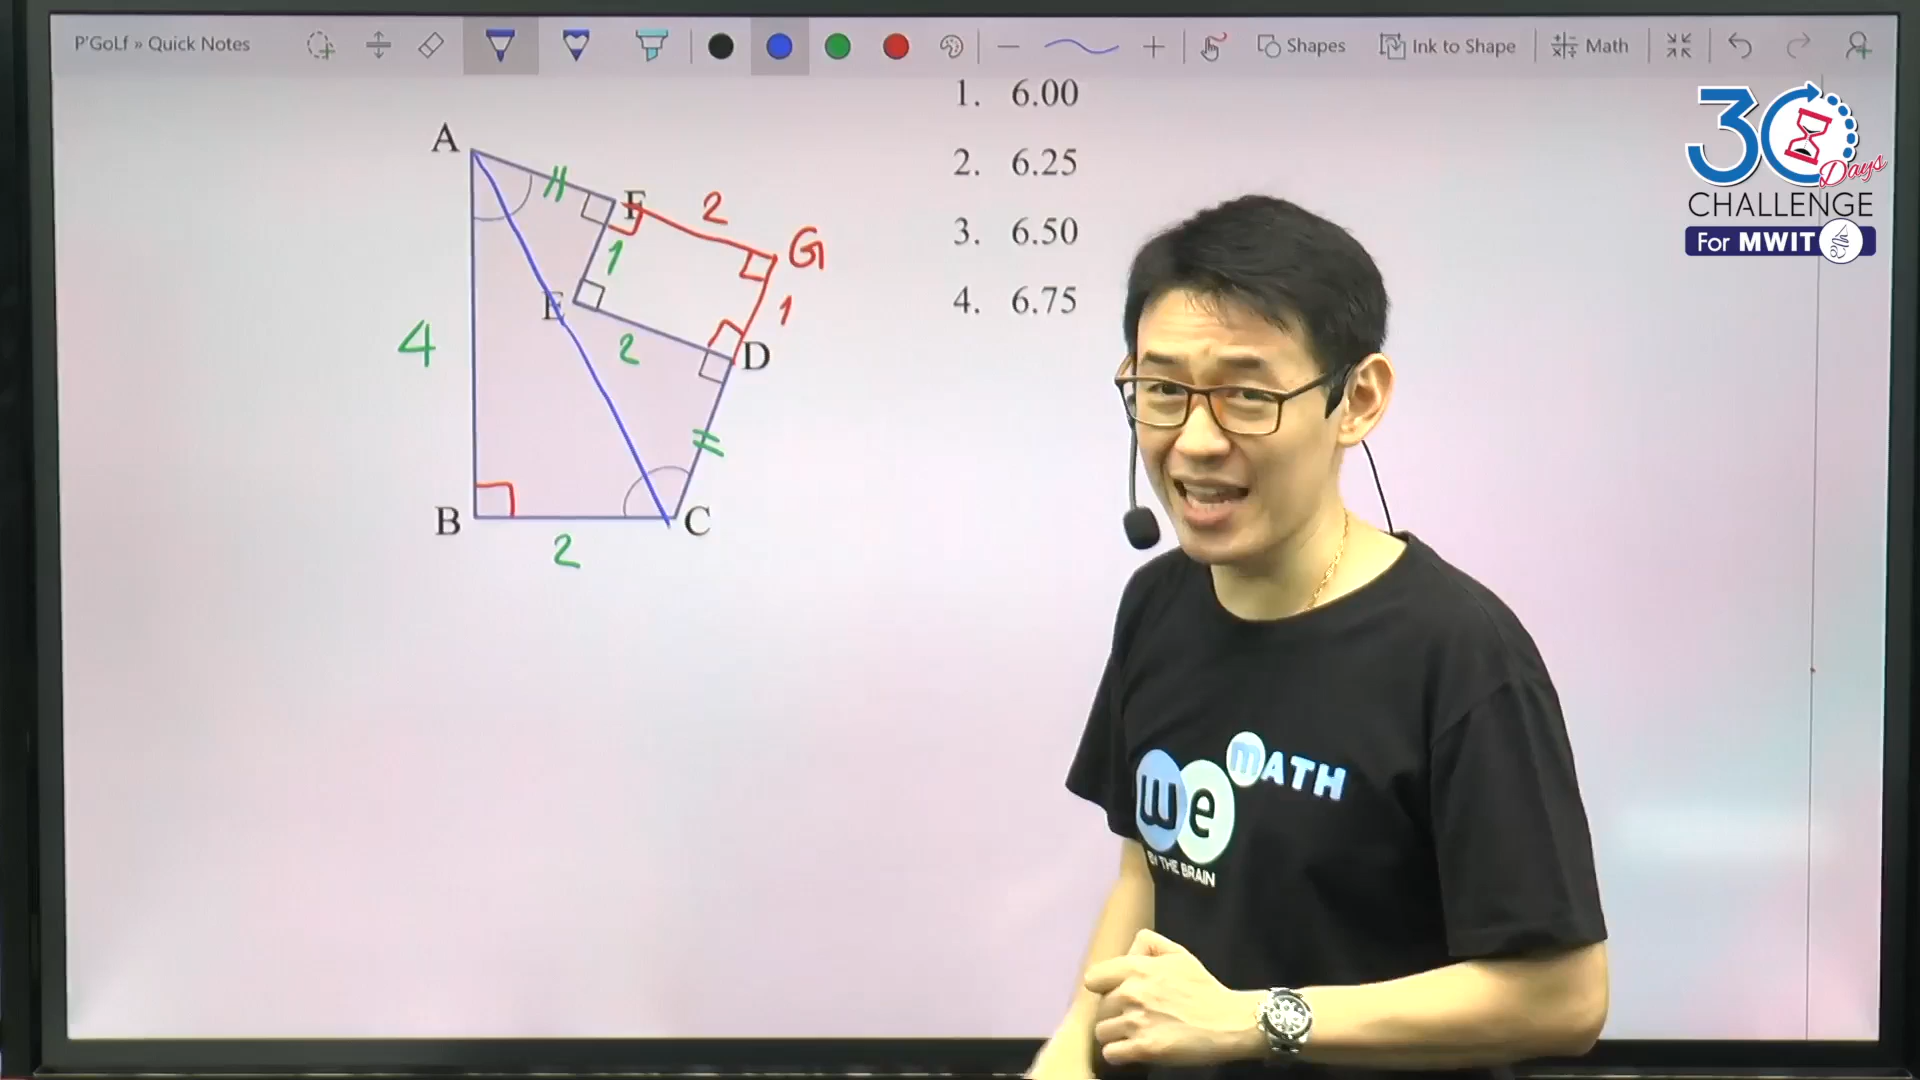 P'GoLf » Quick Notes
Shapes
Ink to Shape
Math
1. 6.00
2. 6.25
3. 6.50
4. 6.75
30 Days
CHALLENGE
For MWIT
A
F
2
G
1
1
E
4
2
D
B
C
2
we mATH
BY THE BRAIN